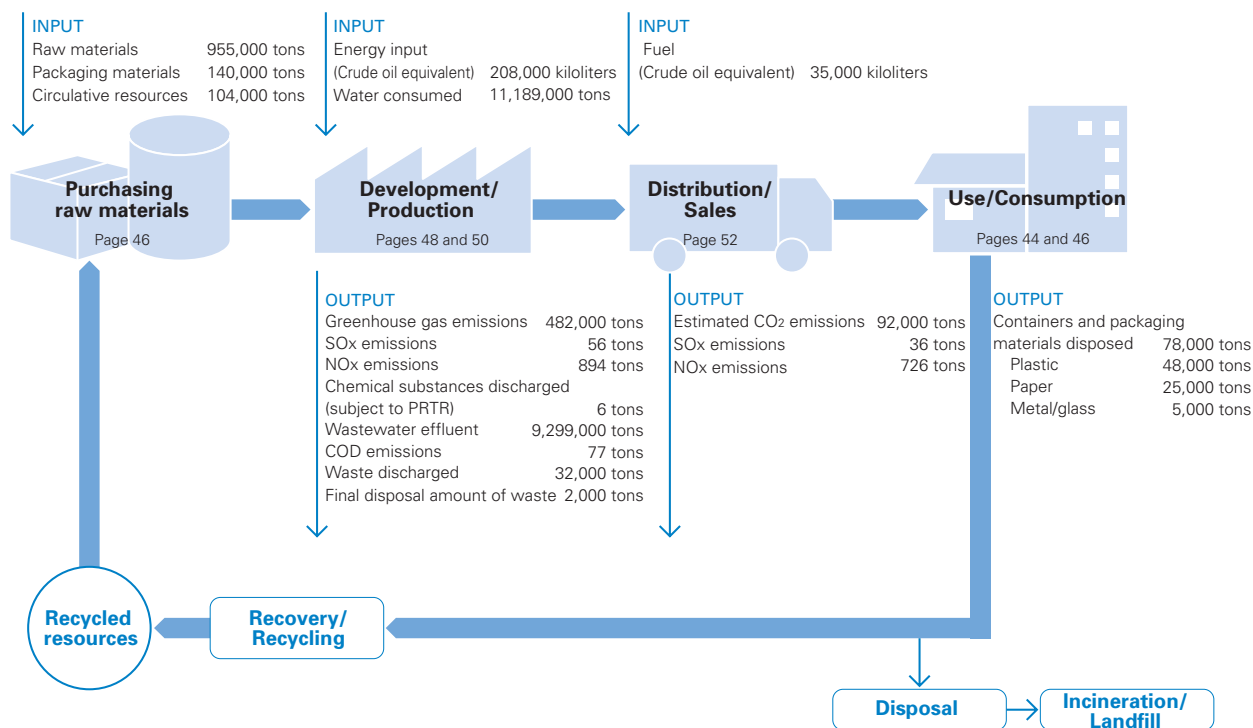 INPUT
Raw materials 955,000 tons
Packaging materials 140,000 tons
Circulative resources 104,000 tons
INPUT
Energy input
(Crude oil equivalent) 208,000 kiloliters
Water consumed 11,189,000 tons
INPUT
Fuel
(Crude oil equivalent) 35,000 kiloliters
Purchasing
raw materials
Page 46
Development/
Production
Pages 48 and 50
Distribution/
Sales
Page 52
Use/Consumption
Pages 44 and 46
OUTPUT
Greenhouse gas emissions 482,000 tons
SOx emissions 56 tons
NOx emissions 894 tons
Chemical substances discharged
(subject to PRTR) 6 tons
Wastewater effluent 9,299,000 tons
COD emissions 77 tons
Waste discharged 32,000 tons
Final disposal amount of waste 2,000 tons
OUTPUT
Estimated CO2 emissions 92,000 tons
SOx emissions 36 tons
NOx emissions 726 tons
OUTPUT
Containers and packaging
materials disposed 78,000 tons
Plastic 48,000 tons
Paper 25,000 tons
Metal/glass 5,000 tons
Recycled
resources
Recovery/
Recycling
Disposal
Incineration/
Landfill